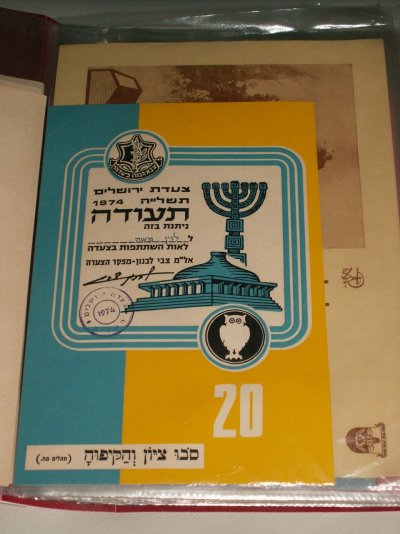 צעדת ירושלים
תשל"ה 1974
תעודה
ניתנת בזה
ל
לאות השתתפות בצעדה
אל"מ צבי לבנון - מפקד הצעדה
1974
20
סבו ציון והקיפוה (תהלים מח.)